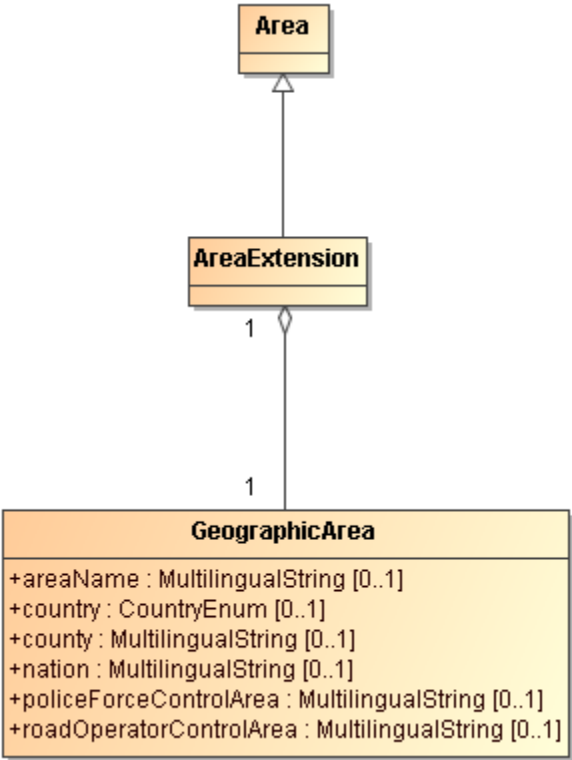 Area
AreaExtension
1
1
GeographicArea
+areaName : MultilingualString [0..1]
+country : CountryEnum [0..1]
+county : MultilingualString [0..1]
+nation : MultilingualString [0..1]
+policeForceControlArea : MultilingualString [0..1]
+roadOperatorControlArea : MultilingualString [0..1]